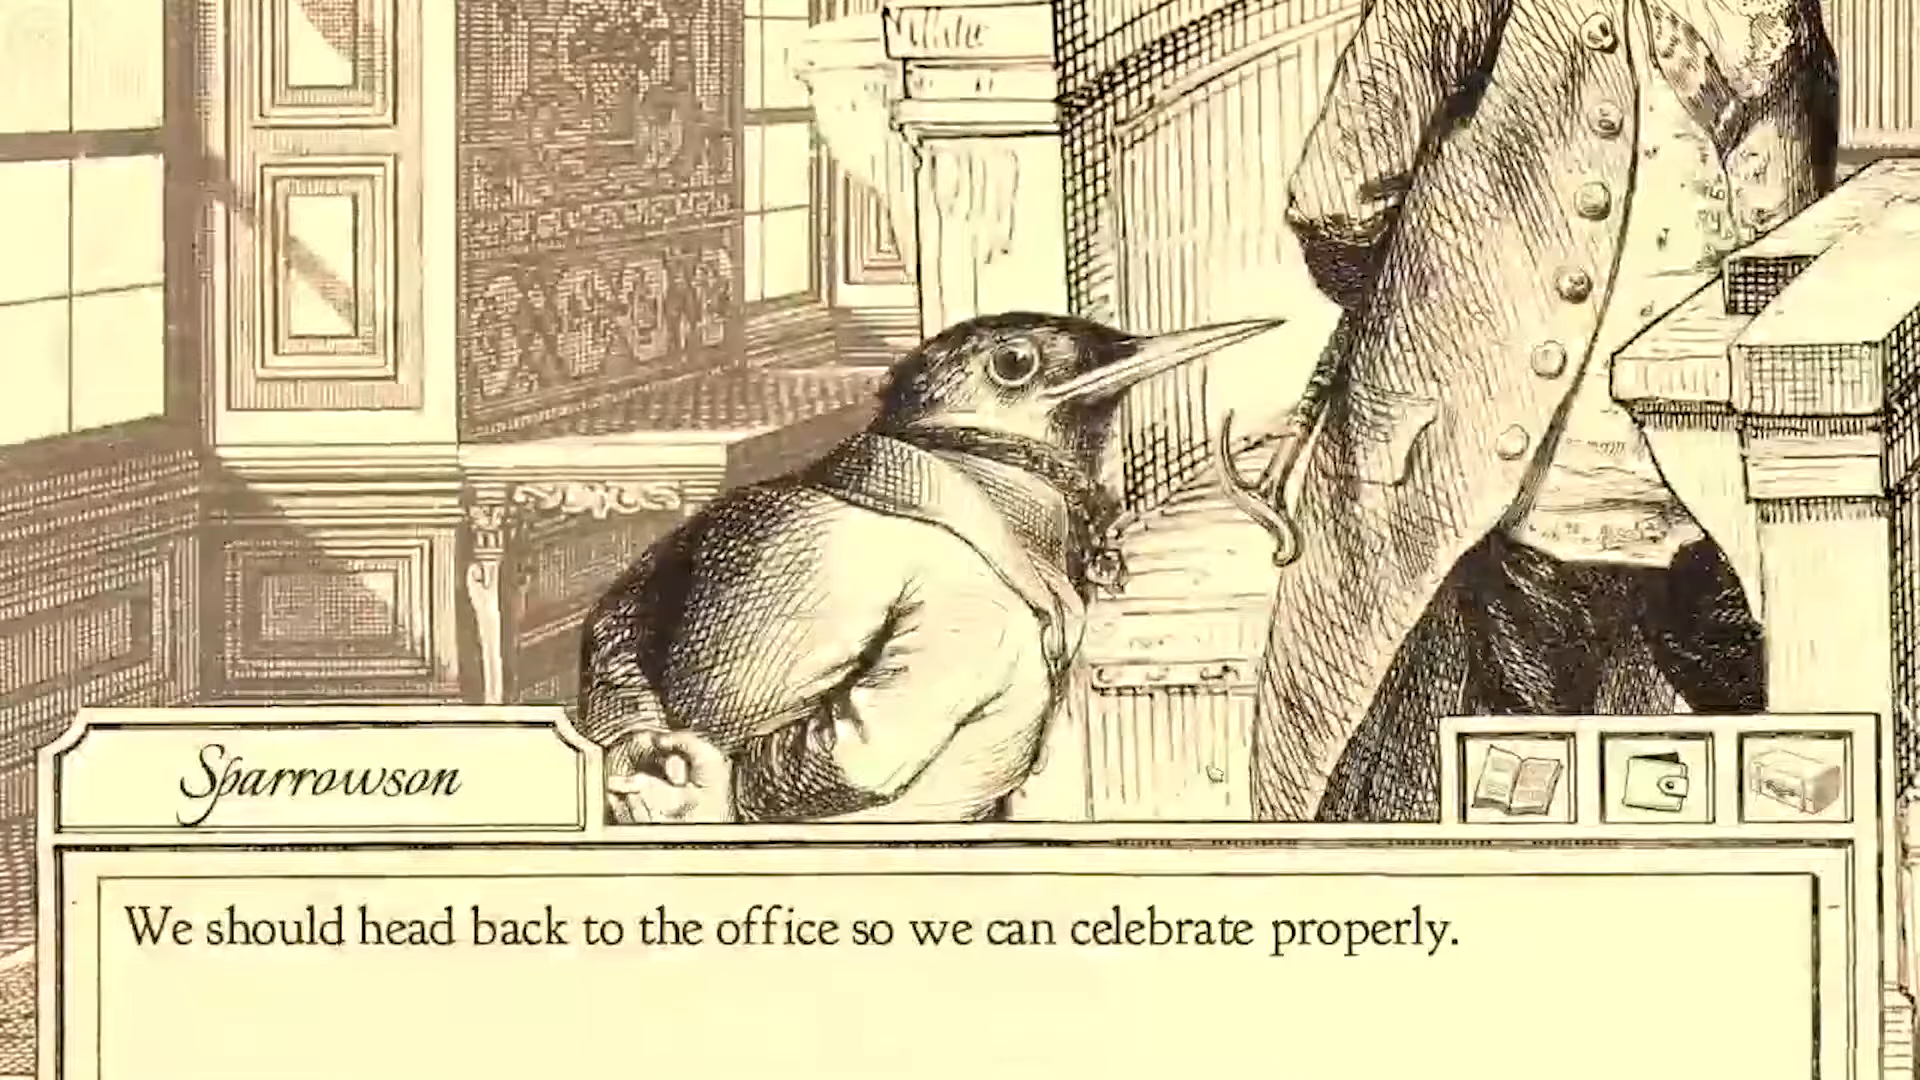 Sparrowson
We should head back to the office so we can celebrate properly.